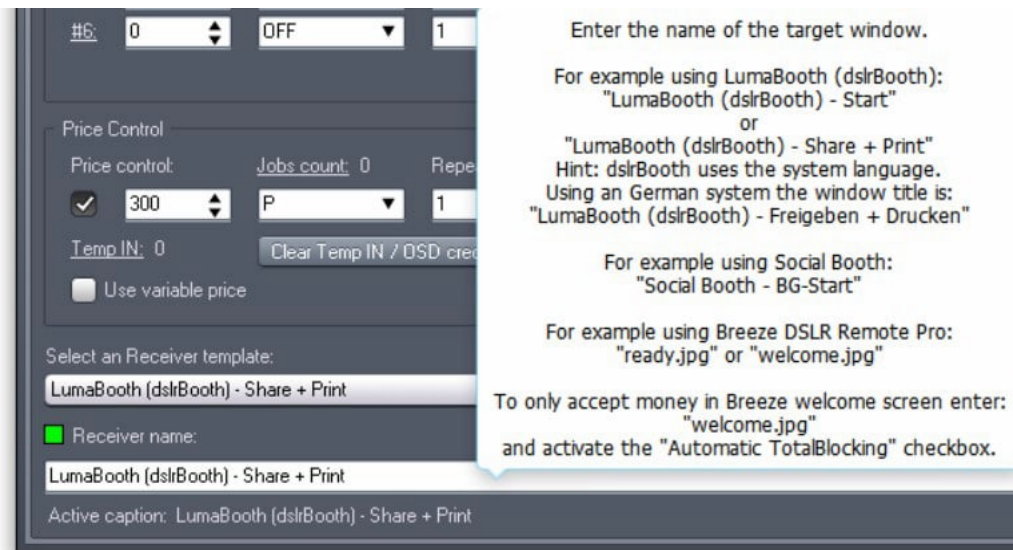 #6:
0
OFF
1
Price Control
Price control:
Jobs count: 0
300
P
1
Temp IN: 0
Clear Temp IN / OSD
Use variable price
Select an Receiver template:
LumaBooth (dslrBooth) - Share + Print
Receiver name:
LumaBooth (dslrBooth) - Share + Print
Active caption: LumaBooth (dslrBooth) - Share + Print
Enter the name of the target window.
For example using LumaBooth (dslrBooth):
"LumaBooth (dslrBooth) - Start"
or
"LumaBooth (dslrBooth) - Share + Print"
Hint: dslrBooth uses the system language.
Using an German system the window title is:
"LumaBooth (dslrBooth) - Freigeben + Drucken"
For example using Social Booth:
"Social Booth - BG-Start"
For example using Breeze DSLR Remote Pro:
"ready.jpg" or "welcome.jpg"
To only accept money in Breeze welcome screen enter:
"welcome.jpg"
and activate the "Automatic TotalBlocking" checkbox.